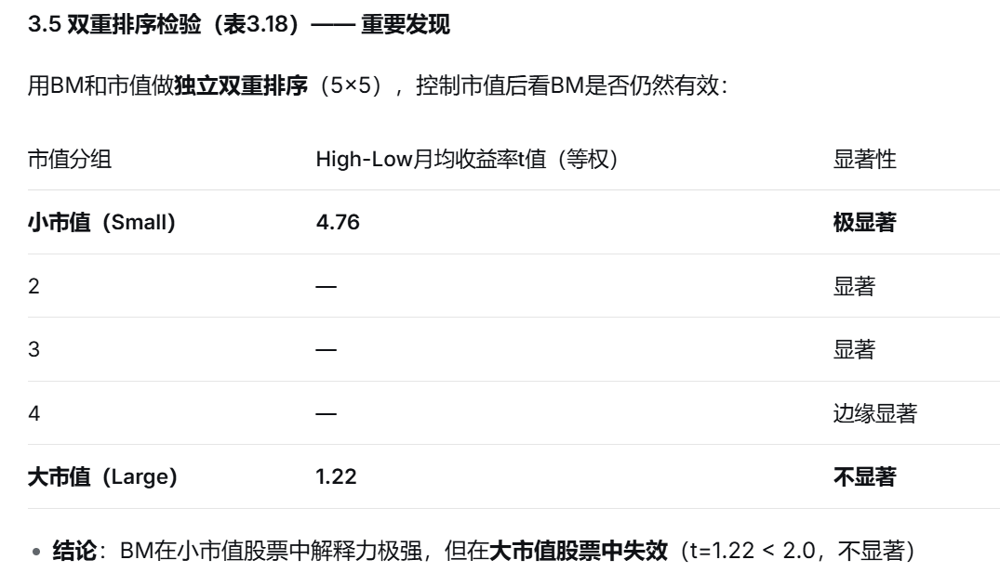 3.5 双重排序检验（表3.18）—— 重要发现
用BM和市值做独立双重排序（5×5），控制市值后看BM是否仍然有效：
市值分组 High-Low月均收益率t值（等权） 显著性
小市值（Small） 4.76 极显著
2 — 显著
3 — 显著
4 — 边缘显著
大市值（Large） 1.22 不显著
• 结论：BM在小市值股票中解释力极强，但在大市值股票中失效（t=1.22 < 2.0，不显著）